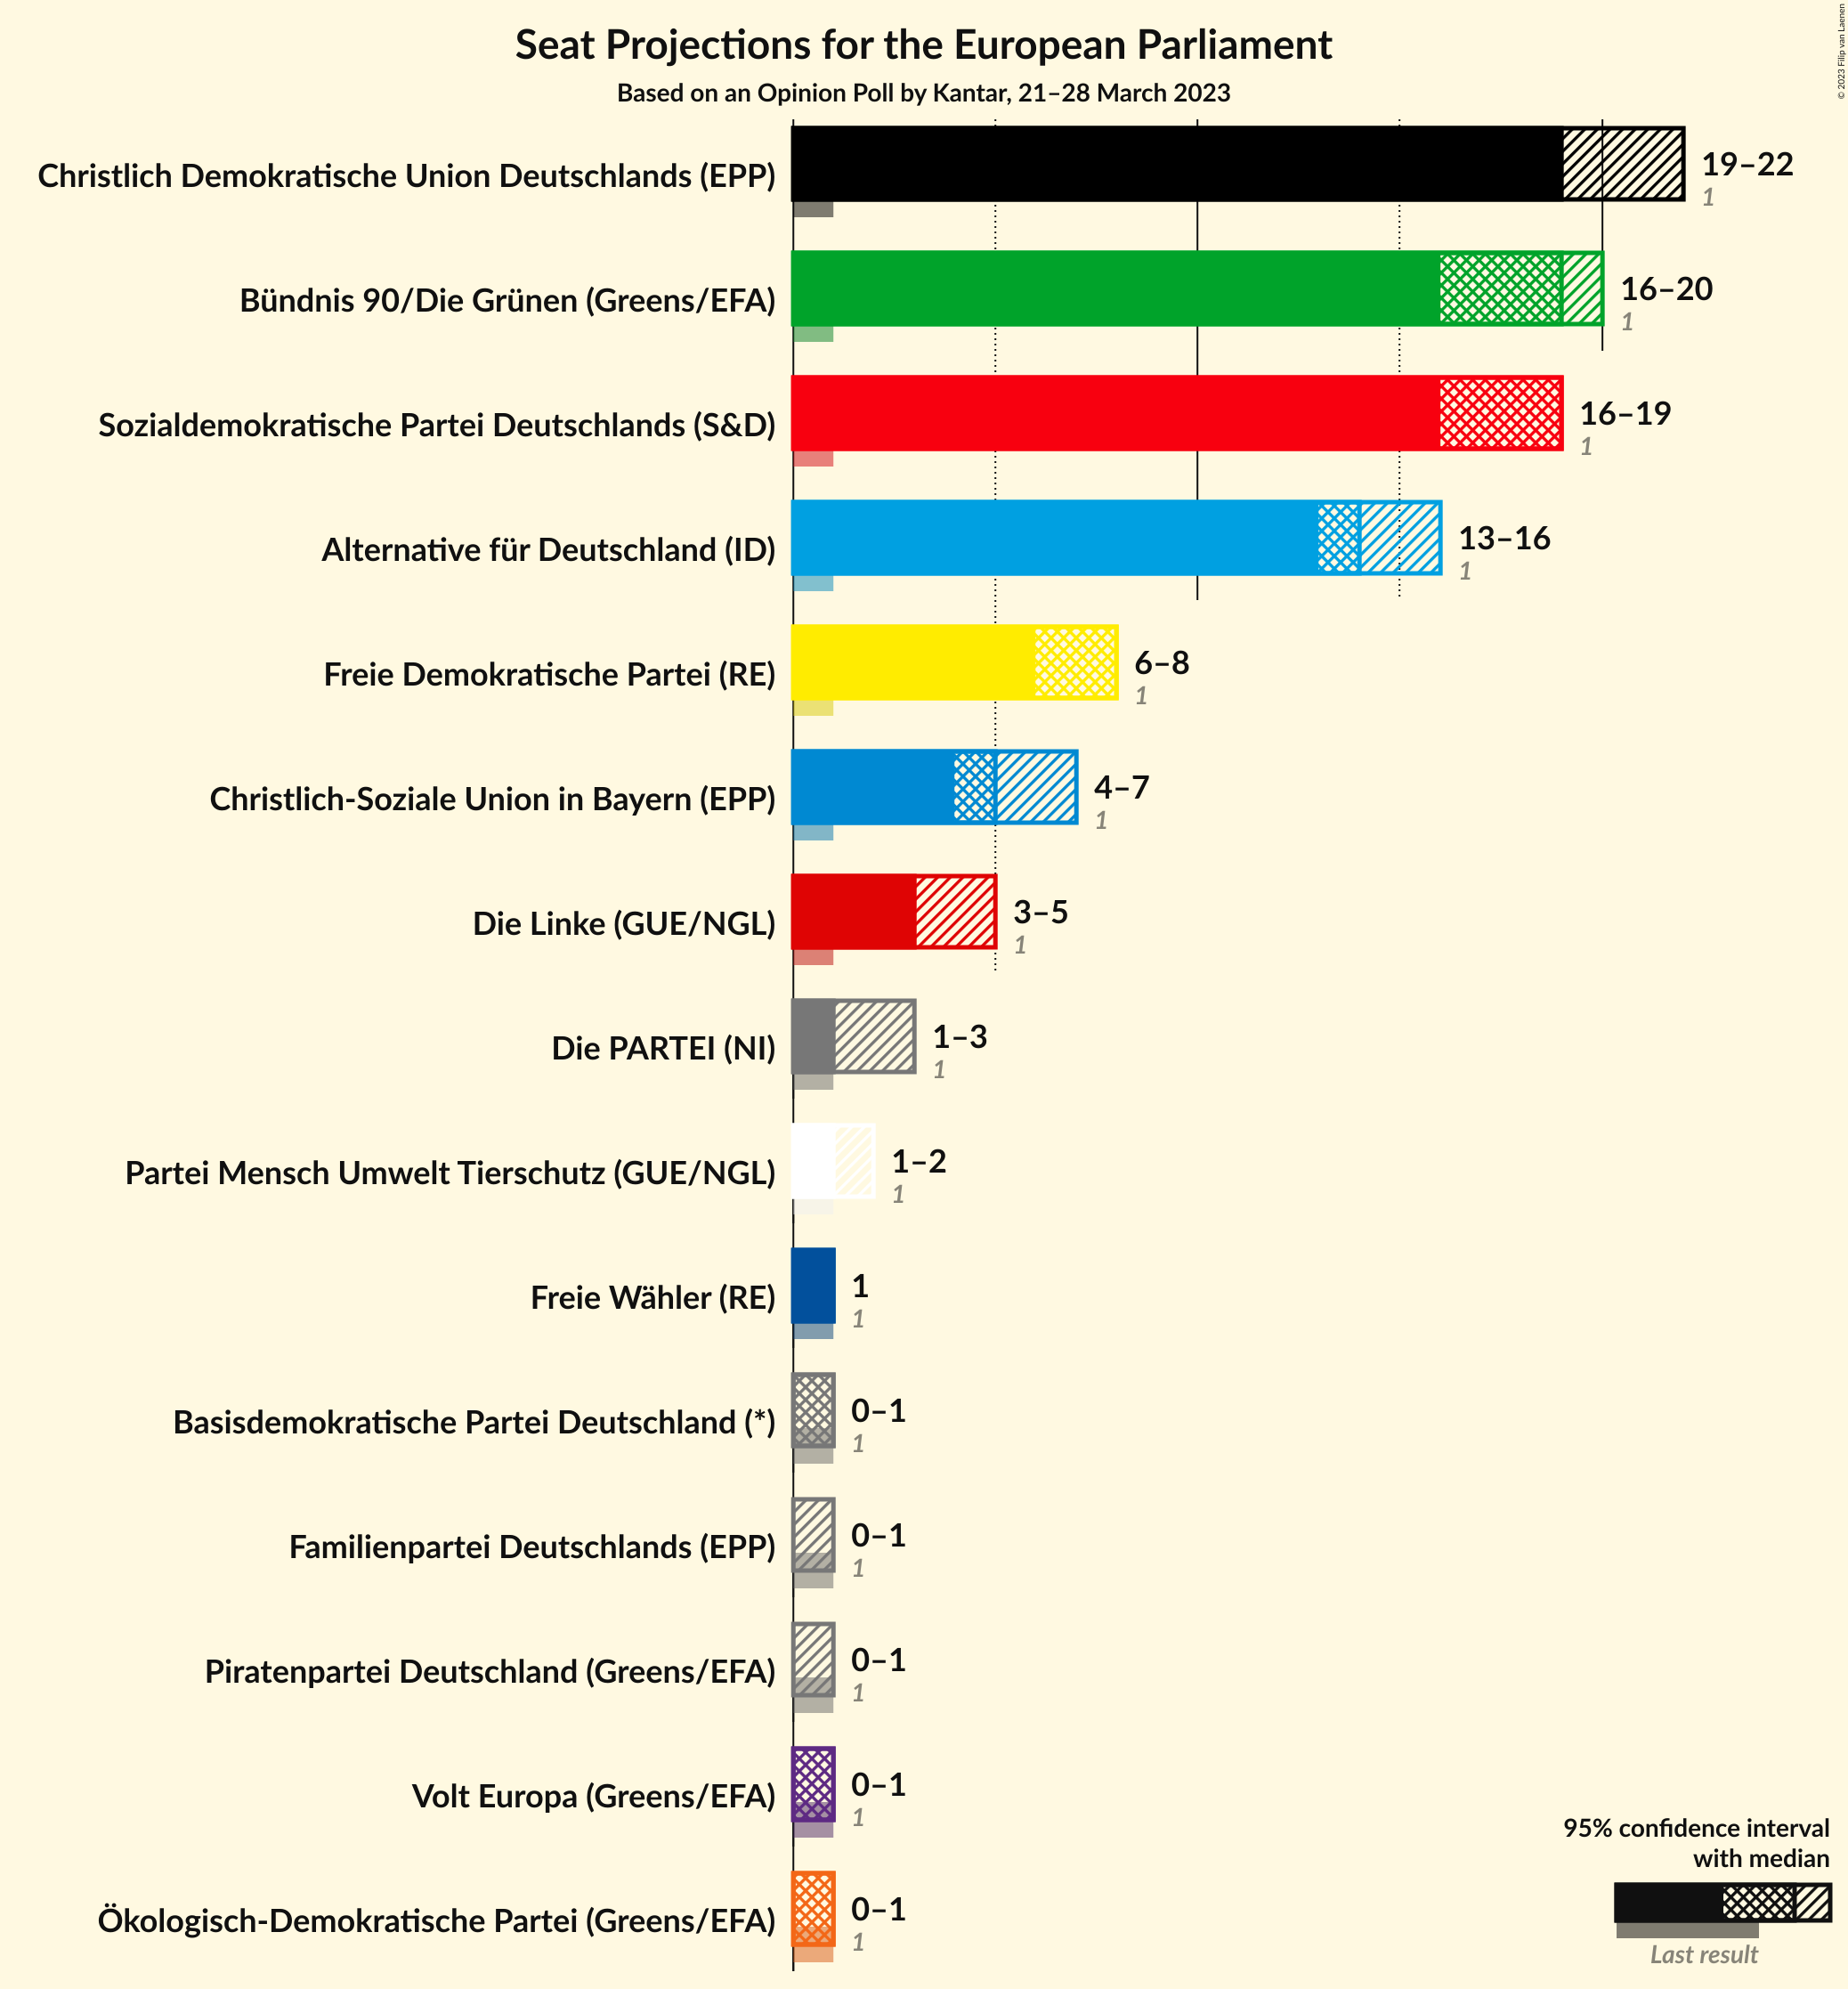 Seat Projections for the European Parliament
Based on an Opinion Poll by Kantar, 21–28 March 2023
© 2023 Filip van Laenen
Christlich Demokratische Union Deutschlands (EPP)
19–22
1
Bündnis 90/Die Grünen (Greens/EFA)
16–20
1
Sozialdemokratische Partei Deutschlands (S&D)
16–19
1
Alternative für Deutschland (ID)
13–16
1
Freie Demokratische Partei (RE)
6–8
1
Christlich-Soziale Union in Bayern (EPP)
4–7
1
Die Linke (GUE/NGL)
3–5
1
Die PARTEI (NI)
1–3
1
Partei Mensch Umwelt Tierschutz (GUE/NGL)
1–2
1
Freie Wähler (RE)
1
1
Basisdemokratische Partei Deutschland (*)
0–1
1
Familienpartei Deutschlands (EPP)
0–1
1
Piratenpartei Deutschland (Greens/EFA)
0–1
1
Volt Europa (Greens/EFA)
0–1
1
Ökologisch-Demokratische Partei (Greens/EFA)
0–1
1
95% confidence interval
with median
Last result